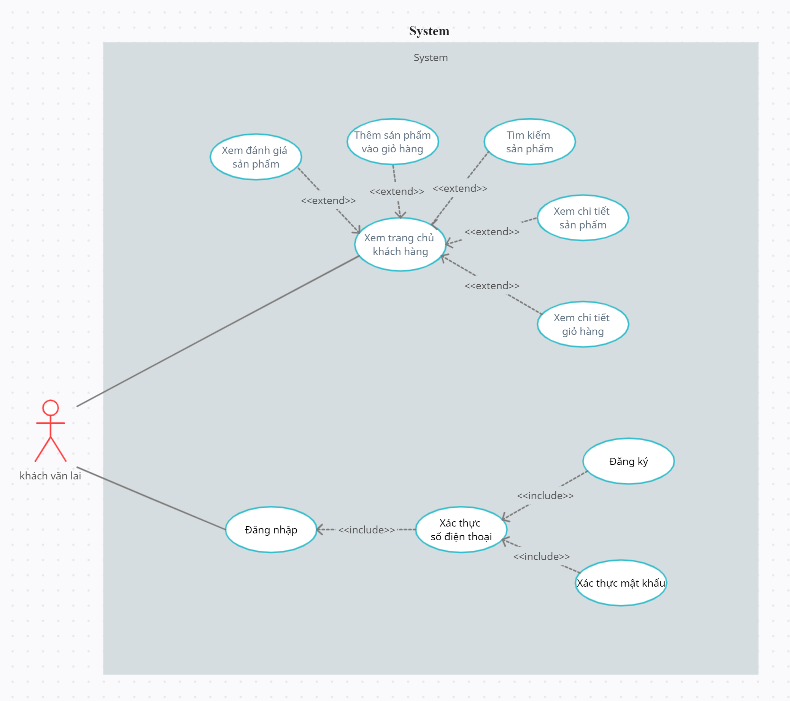 System
System
Xem đánh giá
sản phẩm
Thêm sản phẩm
vào giỏ hàng
Tìm kiếm
sản phẩm
<<extend>>
<<extend>>
<<extend>>
Xem chi tiết
sản phẩm
Xem trang chủ
khách hàng
<<extend>>
<<extend>>
Xem chi tiết
giỏ hàng
khách vãn lai
Đăng ký
<<include>>
Đăng nhập
<<include>>
Xác thực
số điện thoại
<<include>>
Xác thực mật khẩu